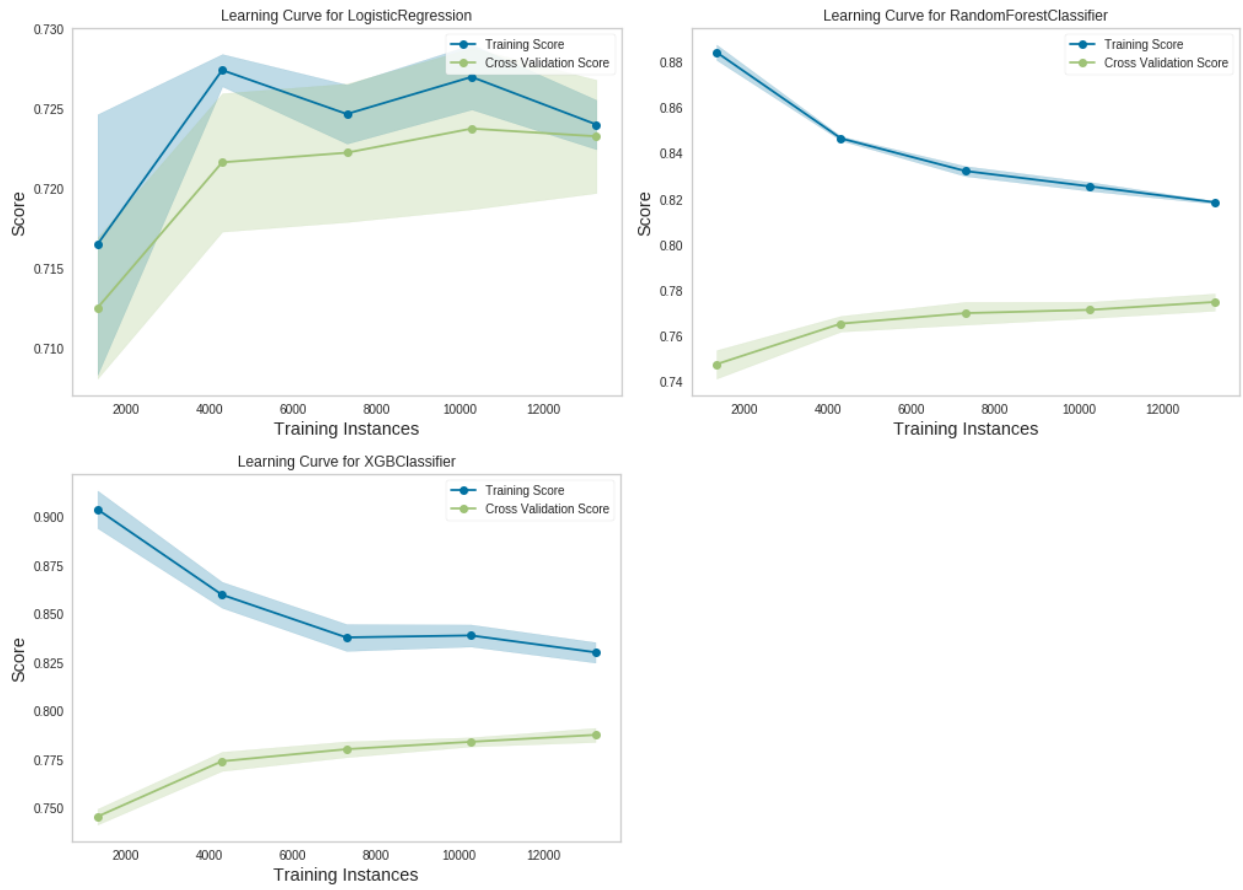 Learning Curve for LogisticRegression
0.730
0.725
0.720
0.715
0.710
Score
Training Score
Cross Validation Score
2000 4000 6000 8000 10000 12000
Training Instances
Learning Curve for RandomForestClassifier
0.88
0.86
0.84
0.82
0.80
0.78
0.76
0.74
Score
Training Score
Cross Validation Score
2000 4000 6000 8000 10000 12000
Training Instances
Learning Curve for XGBClassifier
0.900
0.875
0.850
0.825
0.800
0.775
0.750
Score
Training Score
Cross Validation Score
2000 4000 6000 8000 10000 12000
Training Instances